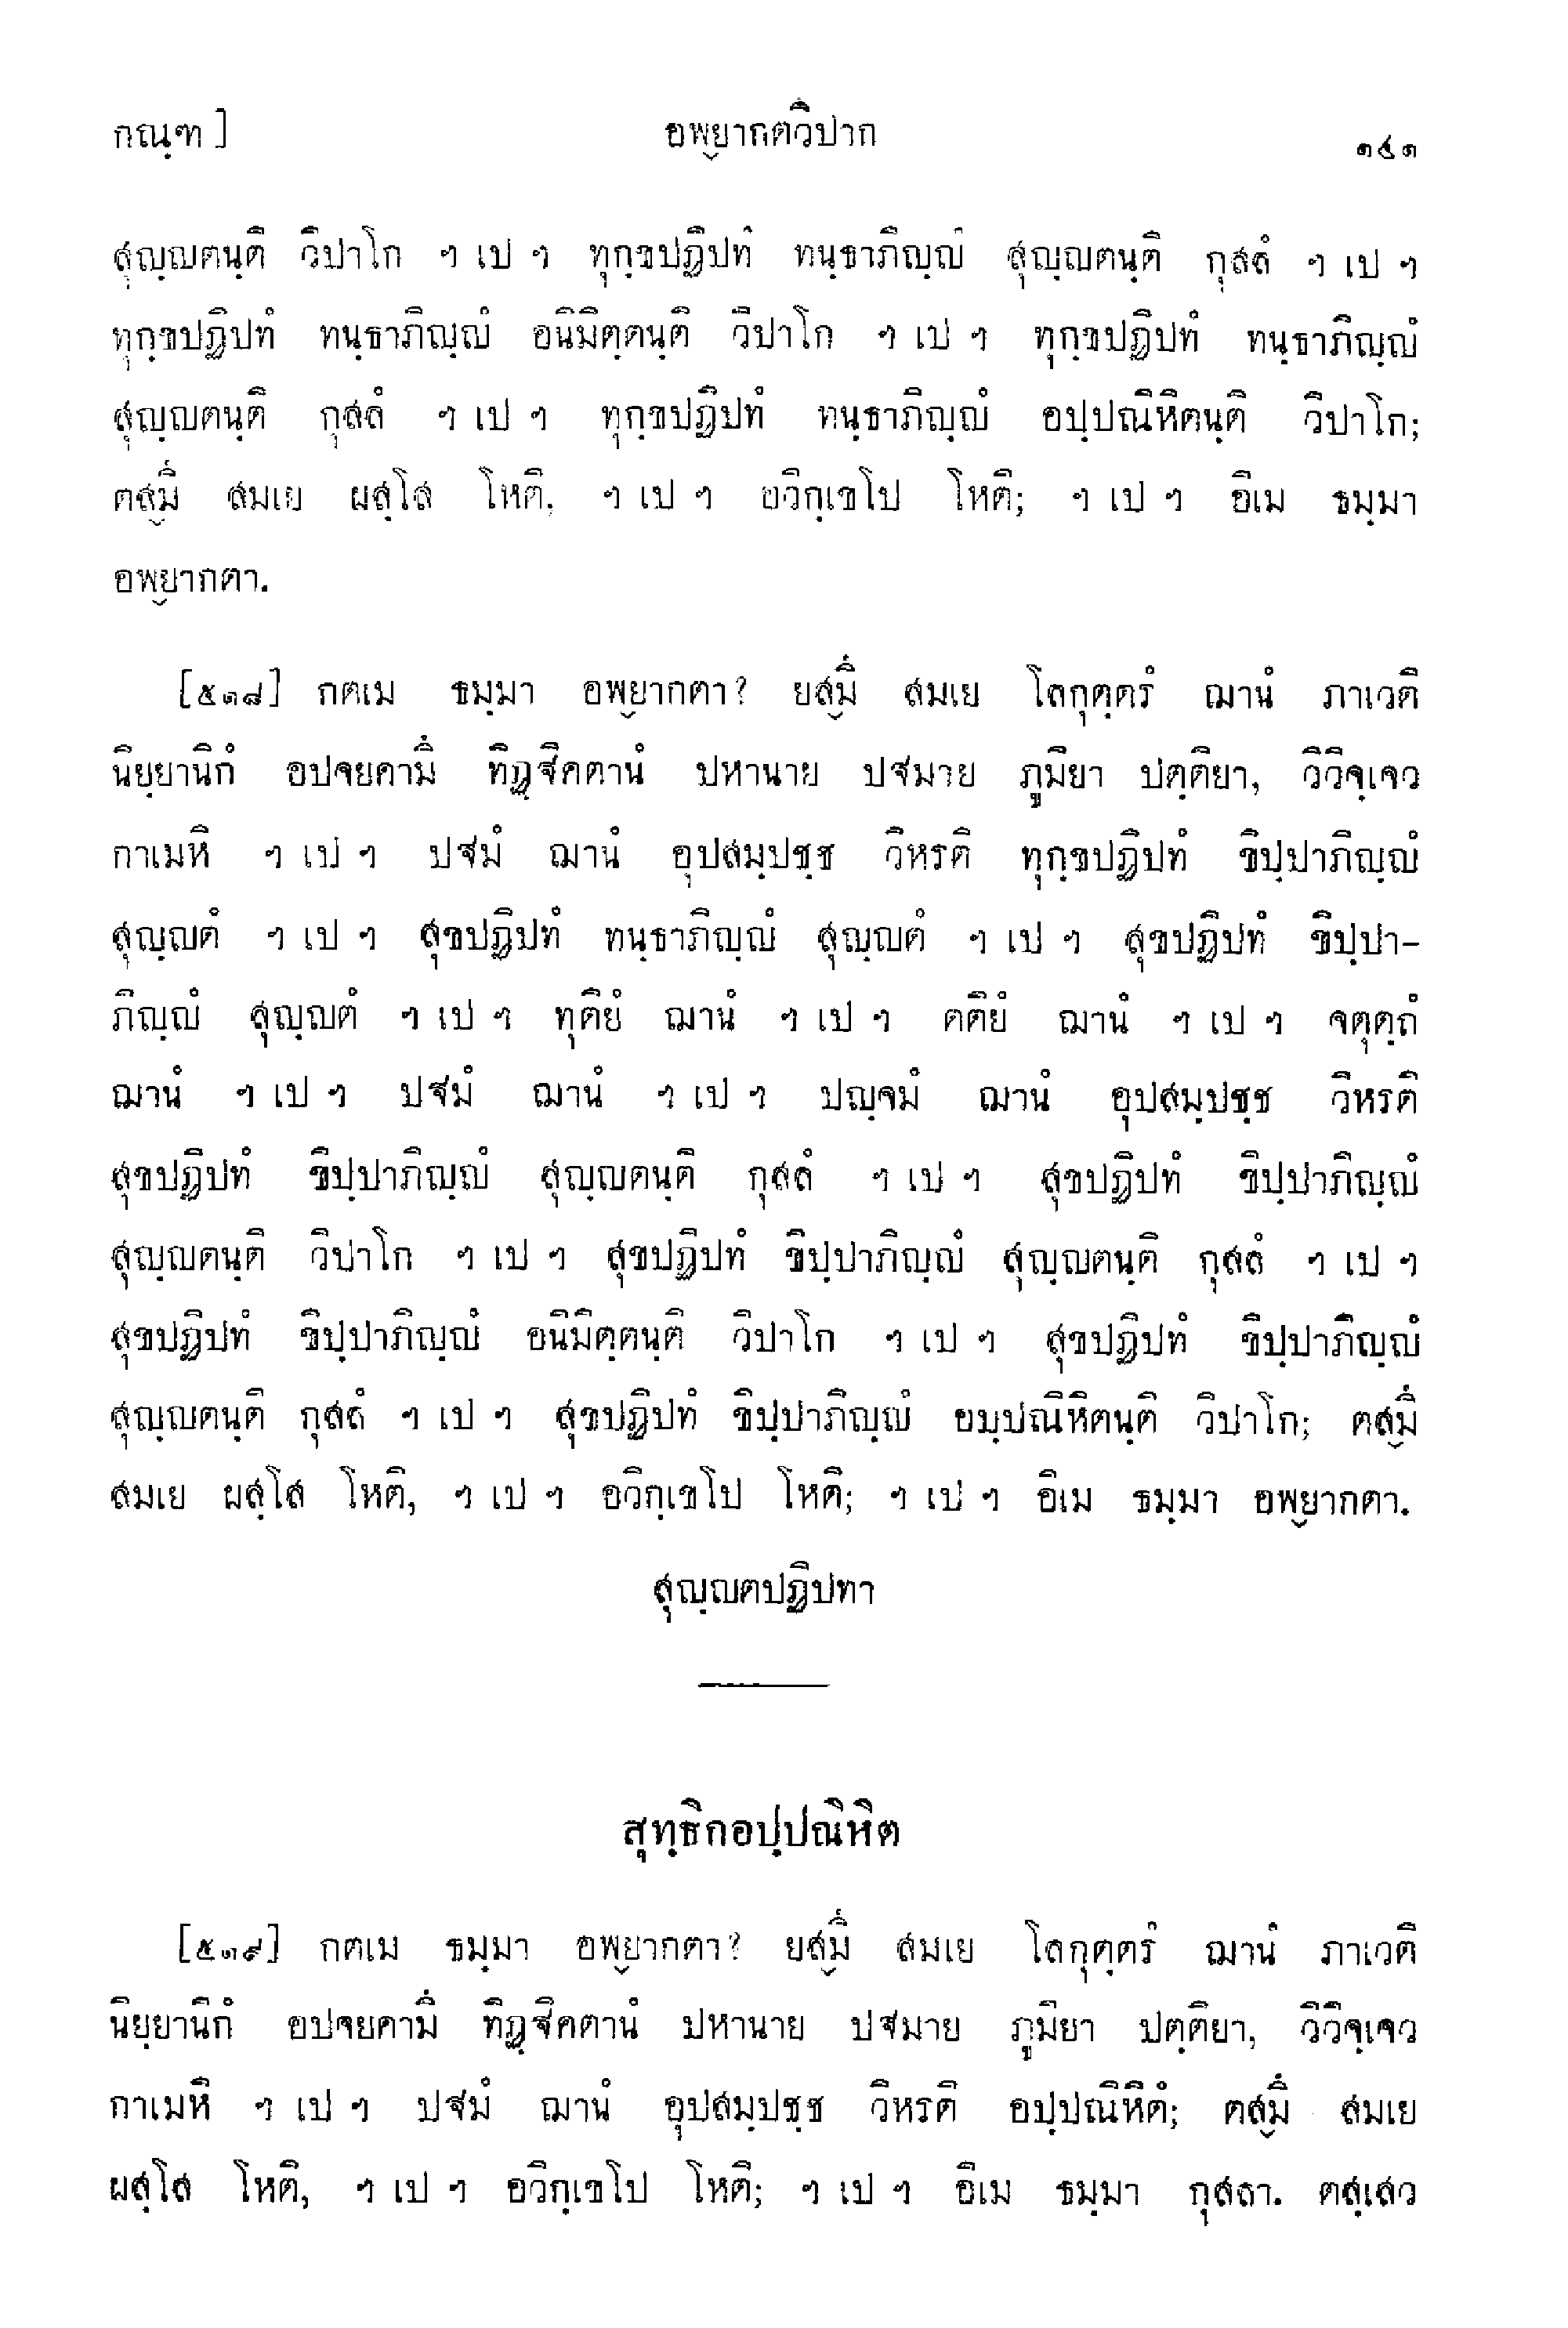 กณฺฑ]
อพฺยากตวิปาก
๑๔๑
สุญฺญตนฺติ วิปาโก ฯ เป ฯ ทุกฺขปฏิปทํ ทนฺธาภิญฺญํ สุญฺญตนฺติ กุสลํ ฯ เป ฯ
ทุกฺขปฏิปทํ ทนฺธาภิญฺญํ อนิมิตฺตนฺติ วิปาโก ฯ เป ฯ ทุกฺขปฏิปทํ ทนฺธาภิญฺญํ
สุญฺญตนฺติ กุสลํ ฯ เป ฯ ทุกฺขปฏิปทํ ทนฺธาภิญฺญํ อปฺปณิหิตนฺติ วิปาโก;
ตสฺมึ สมเย ผสฺโส โหติ, ฯ เป ฯ อวิกฺเขโป โหติ; ฯ เป ฯ อิเม ธมฺมา
อพฺยากตา.
[๕๑๘] กตเม ธมฺมา อพฺยากตา? ยสฺมึ สมเย โลกุตฺตรํ ฌานํ ภาเวติ
นิยฺยานิกํ อปจยคามึ ทิฏฺฐิคตานํ ปหานาย ปฐมาย ภูมิยา ปตฺติยา, วิวิจฺเจว
กาเมหิ ฯ เป ฯ ปฐมํ ฌานํ อุปสมฺปชฺช วิหรติ ทุกฺขปฏิปทํ ขิปฺปาภิญฺญํ
สุญฺญตํ ฯ เป ฯ สุขปฏิปทํ ทนฺธาภิญฺญํ สุญฺญตํ ฯ เป ฯ สุขปฏิปทํ ขิปฺปา-
ภิญฺญํ สุญฺญตํ ฯ เป ฯ ทุติยํ ฌานํ ฯ เป ฯ ตติยํ ฌานํ ฯ เป ฯ จตุตฺถํ
ฌานํ ฯ เป ฯ ปฐมํ ฌานํ ฯ เป ฯ ปญฺจมํ ฌานํ อุปสมฺปชฺช วิหรติ
สุขปฏิปทํ ขิปฺปาภิญฺญํ สุญฺญตนฺติ กุสลํ ฯ เป ฯ สุขปฏิปทํ ขิปฺปาภิญฺญํ
สุญฺญตนฺติ วิปาโก ฯ เป ฯ สุขปฏิปทํ ขิปฺปาภิญฺญํ สุญฺญตนฺติ กุสลํ ฯ เป ฯ
สุขปฏิปทํ ขิปฺปาภิญฺญํ อนิมิตฺตนฺติ วิปาโก ฯ เป ฯ สุขปฏิปทํ ขิปฺปาภิญฺญํ
สุญฺญตนฺติ กุสลํ ฯ เป ฯ สุขปฏิปทํ ขิปฺปาภิญฺญํ อปฺปณิหิตนฺติ วิปาโก; ตสฺมึ
สมเย ผสฺโส โหติ, ฯ เป ฯ อวิกฺเขโป โหติ; ฯ เป ฯ อิเม ธมฺมา อพฺยากตา.
สุญฺญตปฏิปทา
สุทฺธิกอปฺปณิหิต
[๕๑๙] กตเม ธมฺมา อพฺยากตา? ยสฺมึ สมเย โลกุตฺตรํ ฌานํ ภาเวติ
นิยฺยานิกํ อปจยคามึ ทิฏฺฐิคตานํ ปหานาย ปฐมาย ภูมิยา ปตฺติยา, วิวิจฺเจว
กาเมหิ ฯ เป ฯ ปฐมํ ฌานํ อุปสมฺปชฺช วิหรติ อปฺปณิหิตํ; ตสฺมึ สมเย
ผสฺโส โหติ, ฯ เป ฯ อวิกฺเขโป โหติ; ฯ เป ฯ อิเม ธมฺมา กุสลา. ตสฺเสว